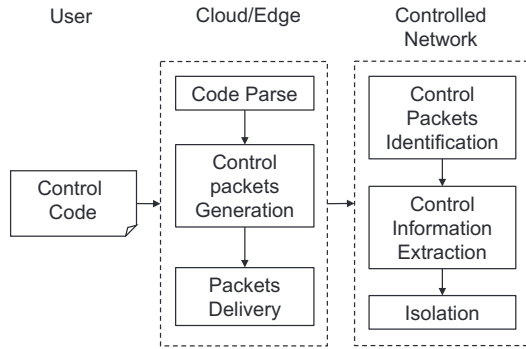 User
Cloud/Edge
Controlled
Network
Control
Code
Code Parse
Control
packets
Generation
Packets
Delivery
Control
Packets
Identification
Control
Information
Extraction
Isolation